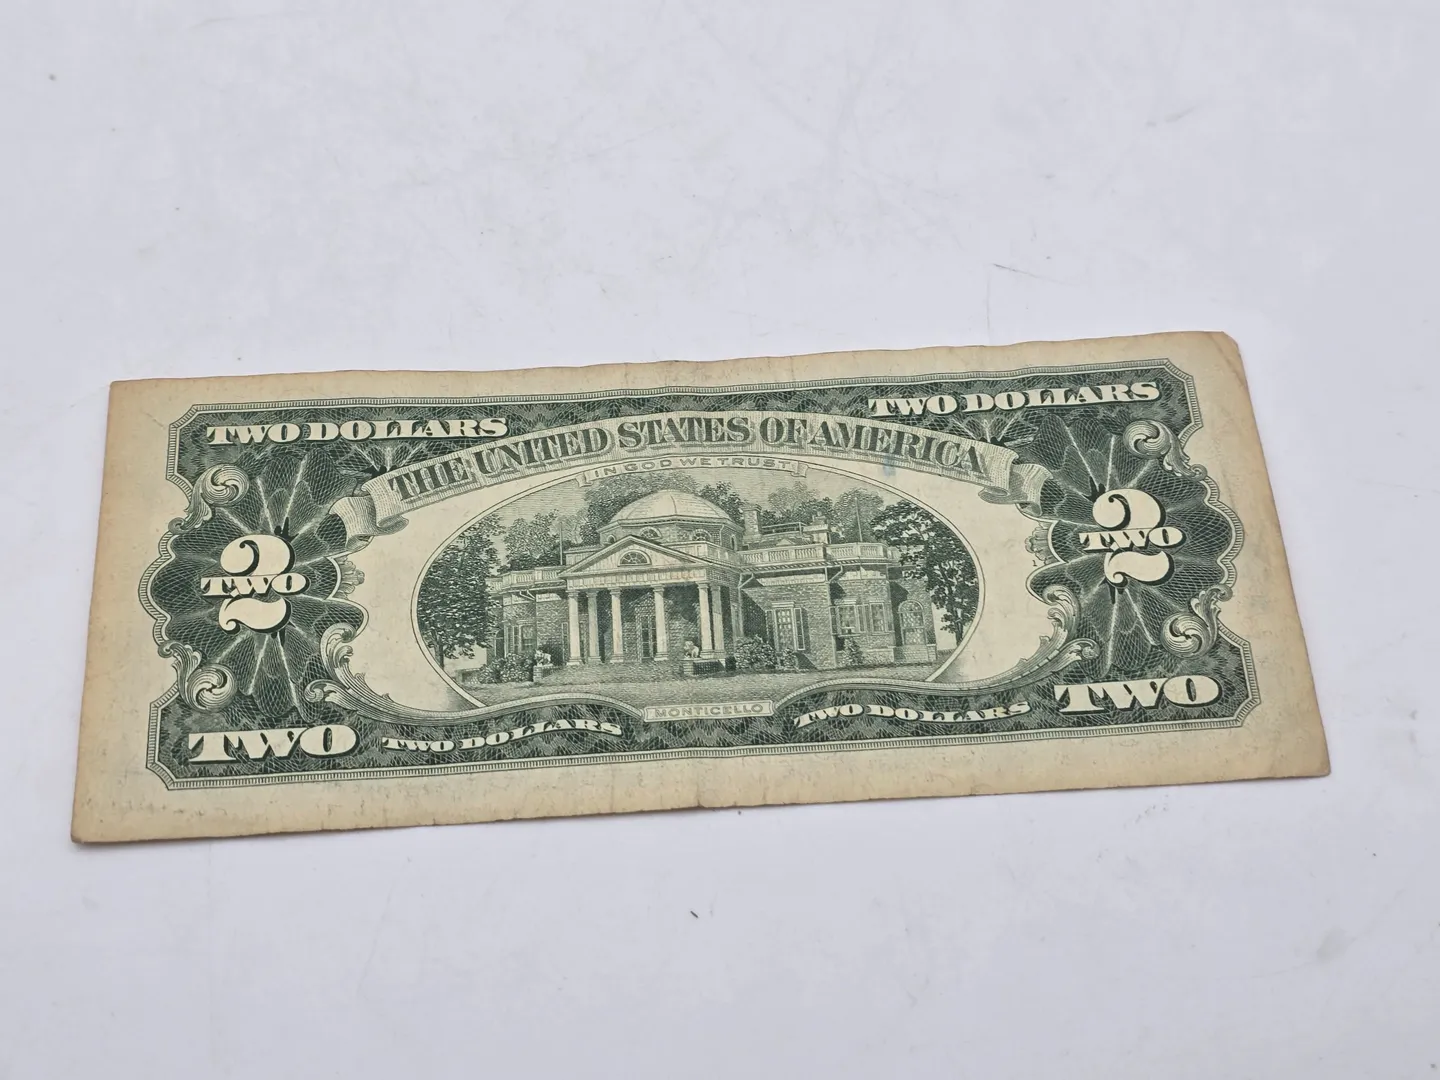 TWO DOLLARS
TWO DOLLARS
THE UNITED STATES OF AMERICA
IN GOD WE TRUST
2
TWO
2
TWO
MONTICELLO
TWO
TWO DOLLARS
TWO DOLLARS
TWO